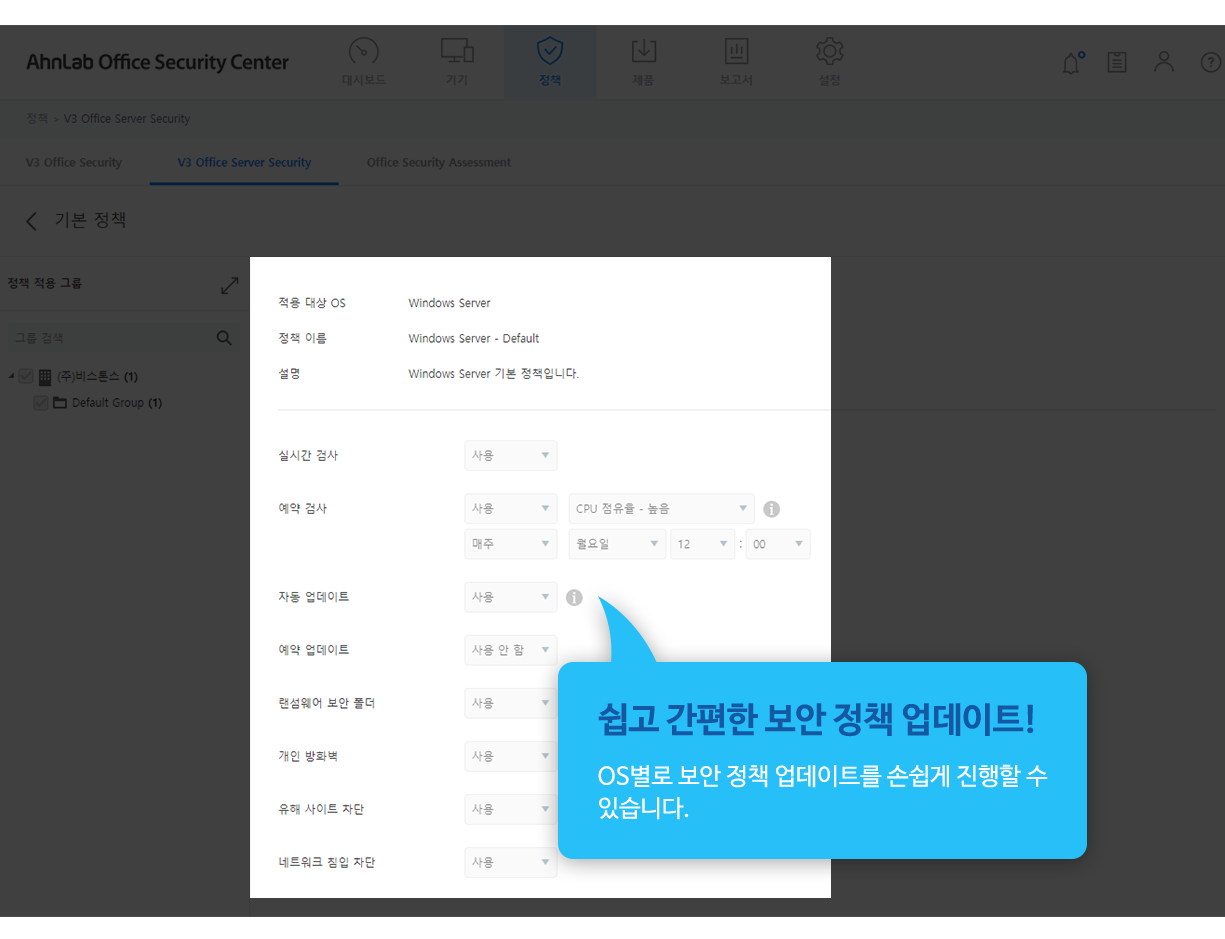 AhnLab Office Security Center
대시보드 기기 정책 제품 보고서 설정
정책 > V3 Office Server Security
V3 Office Security V3 Office Server Security Office Security Assessment
기본 정책
정책 적용 그룹
그룹 검색
(주)비스톤스 (1)
Default Group (1)
적용 대상 OS Windows Server
정책 이름 Windows Server - Default
설명 Windows Server 기본 정책입니다.
실시간 검사 사용
예약 검사 사용 CPU 점유율 - 높음
매주 월요일 12 : 00
자동 업데이트 사용
예약 업데이트 사용 안 함
랜섬웨어 보안 폴더 사용
개인 방화벽 사용
유해 사이트 차단 사용
네트워크 침입 차단 사용
쉽고 간편한 보안 정책 업데이트!
OS별로 보안 정책 업데이트를 손쉽게 진행할 수
있습니다.